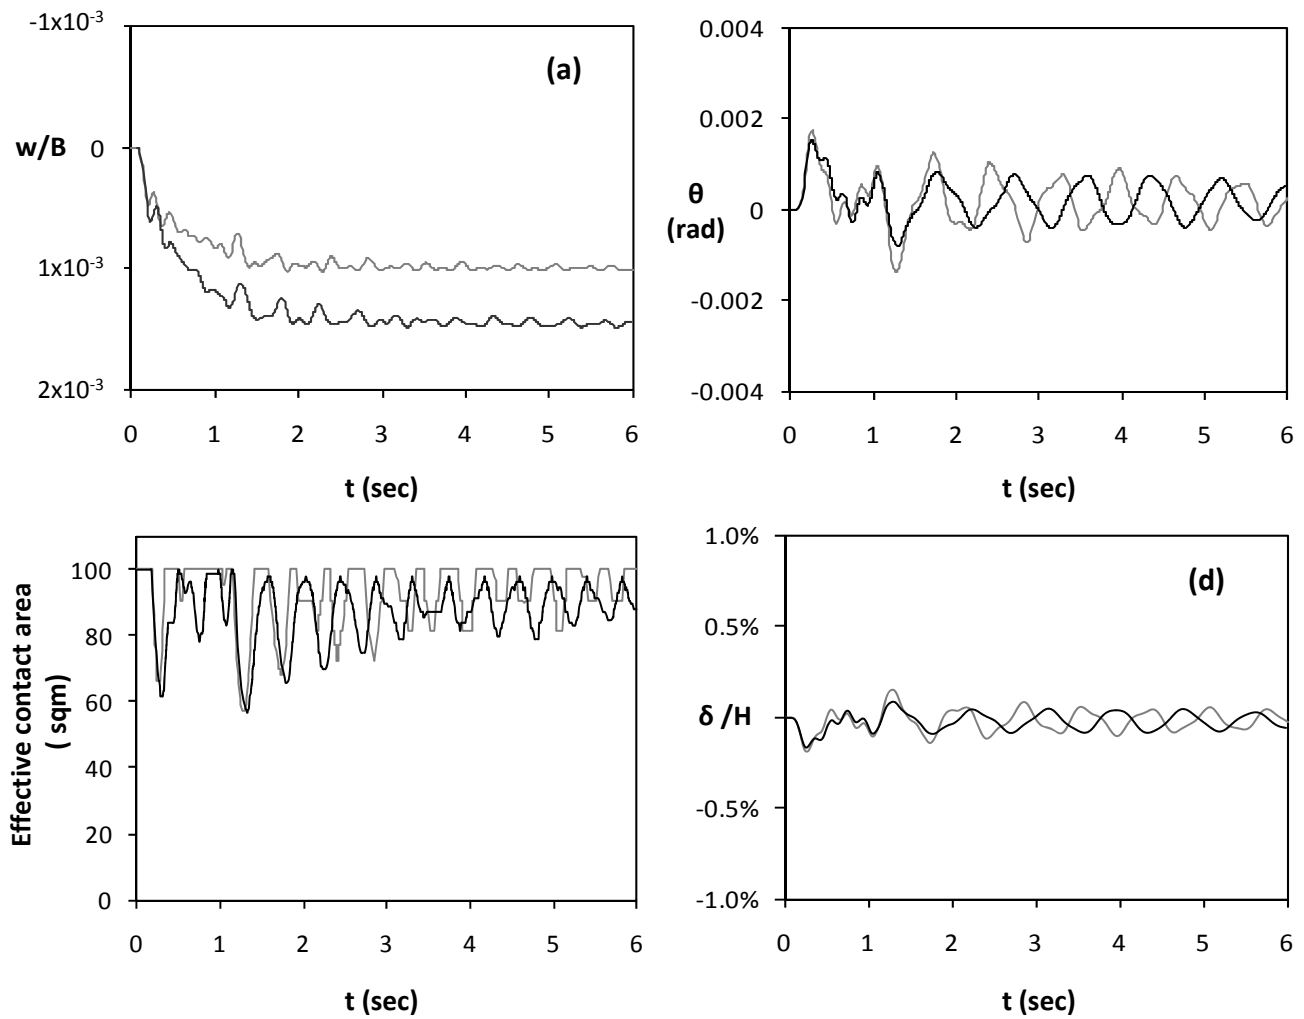 -1x10⁻³
(a)
w/B
0
1x10⁻³
2x10⁻³
0 1 2 3 4 5 6
t (sec)
0.004
0.002
θ
(rad)
0
-0.002
-0.004
0 1 2 3 4 5 6
t (sec)
Effective contact area
( sqm)
100
80
60
40
20
0
0 1 2 3 4 5 6
t (sec)
1.0%
(d)
0.5%
δ /H
-0.5%
-1.0%
0 1 2 3 4 5 6
t (sec)